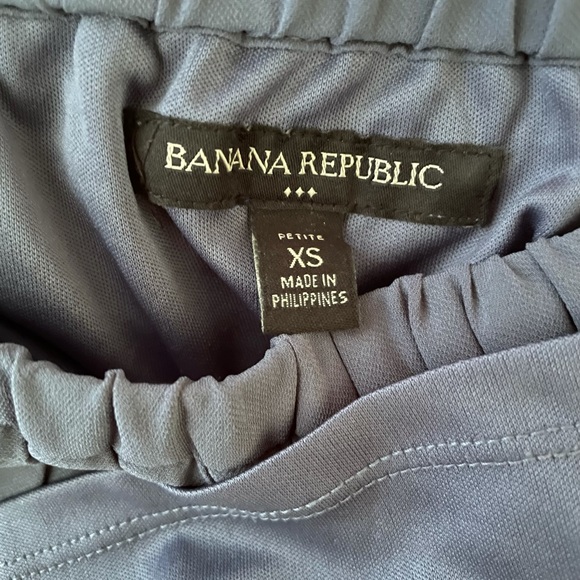 BANANA REPUBLIC
PETITE
XS
MADE IN
PHILIPPINES